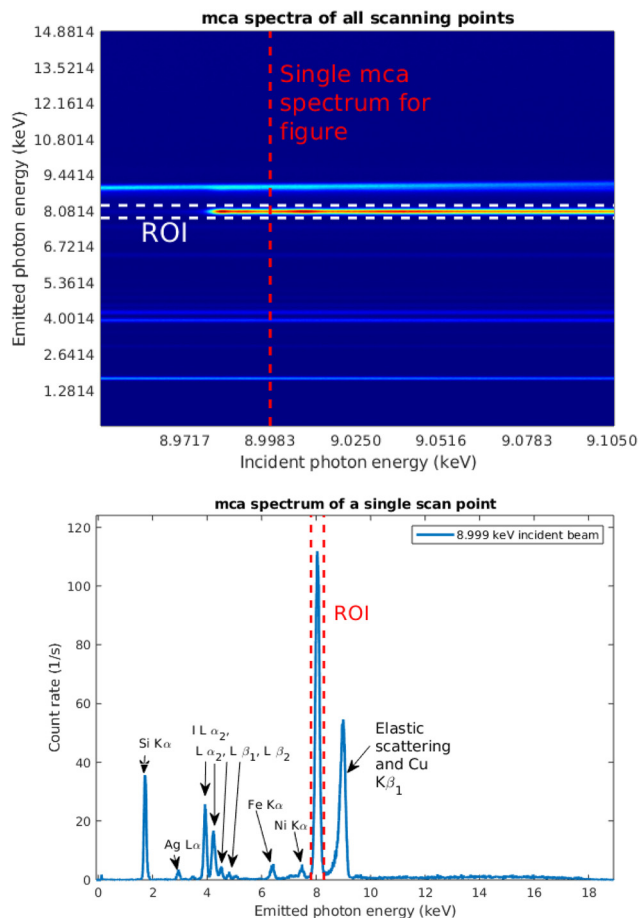 mca spectra of all scanning points
14.8814
13.5214
12.1614
10.8014
9.4414
8.0814
6.7214
5.3614
4.0014
2.6414
1.2814
Emitted photon energy (keV)
Single mca
spectrum for
figure
ROI
8.9717 8.9983 9.0250 9.0516 9.0783 9.1050
Incident photon energy (keV)
mca spectrum of a single scan point
120
100
80
60
40
20
0
Count rate (1/s)
8.999 keV incident beam
ROI
Si Kα
Ag Lα
I L α2,
L α2, L β1, L β2
Fe Kα
Ni Kα
Elastic
scattering
and Cu
Kβ1
0 2 4 6 8 10 12 14 16 18
Emitted photon energy (keV)